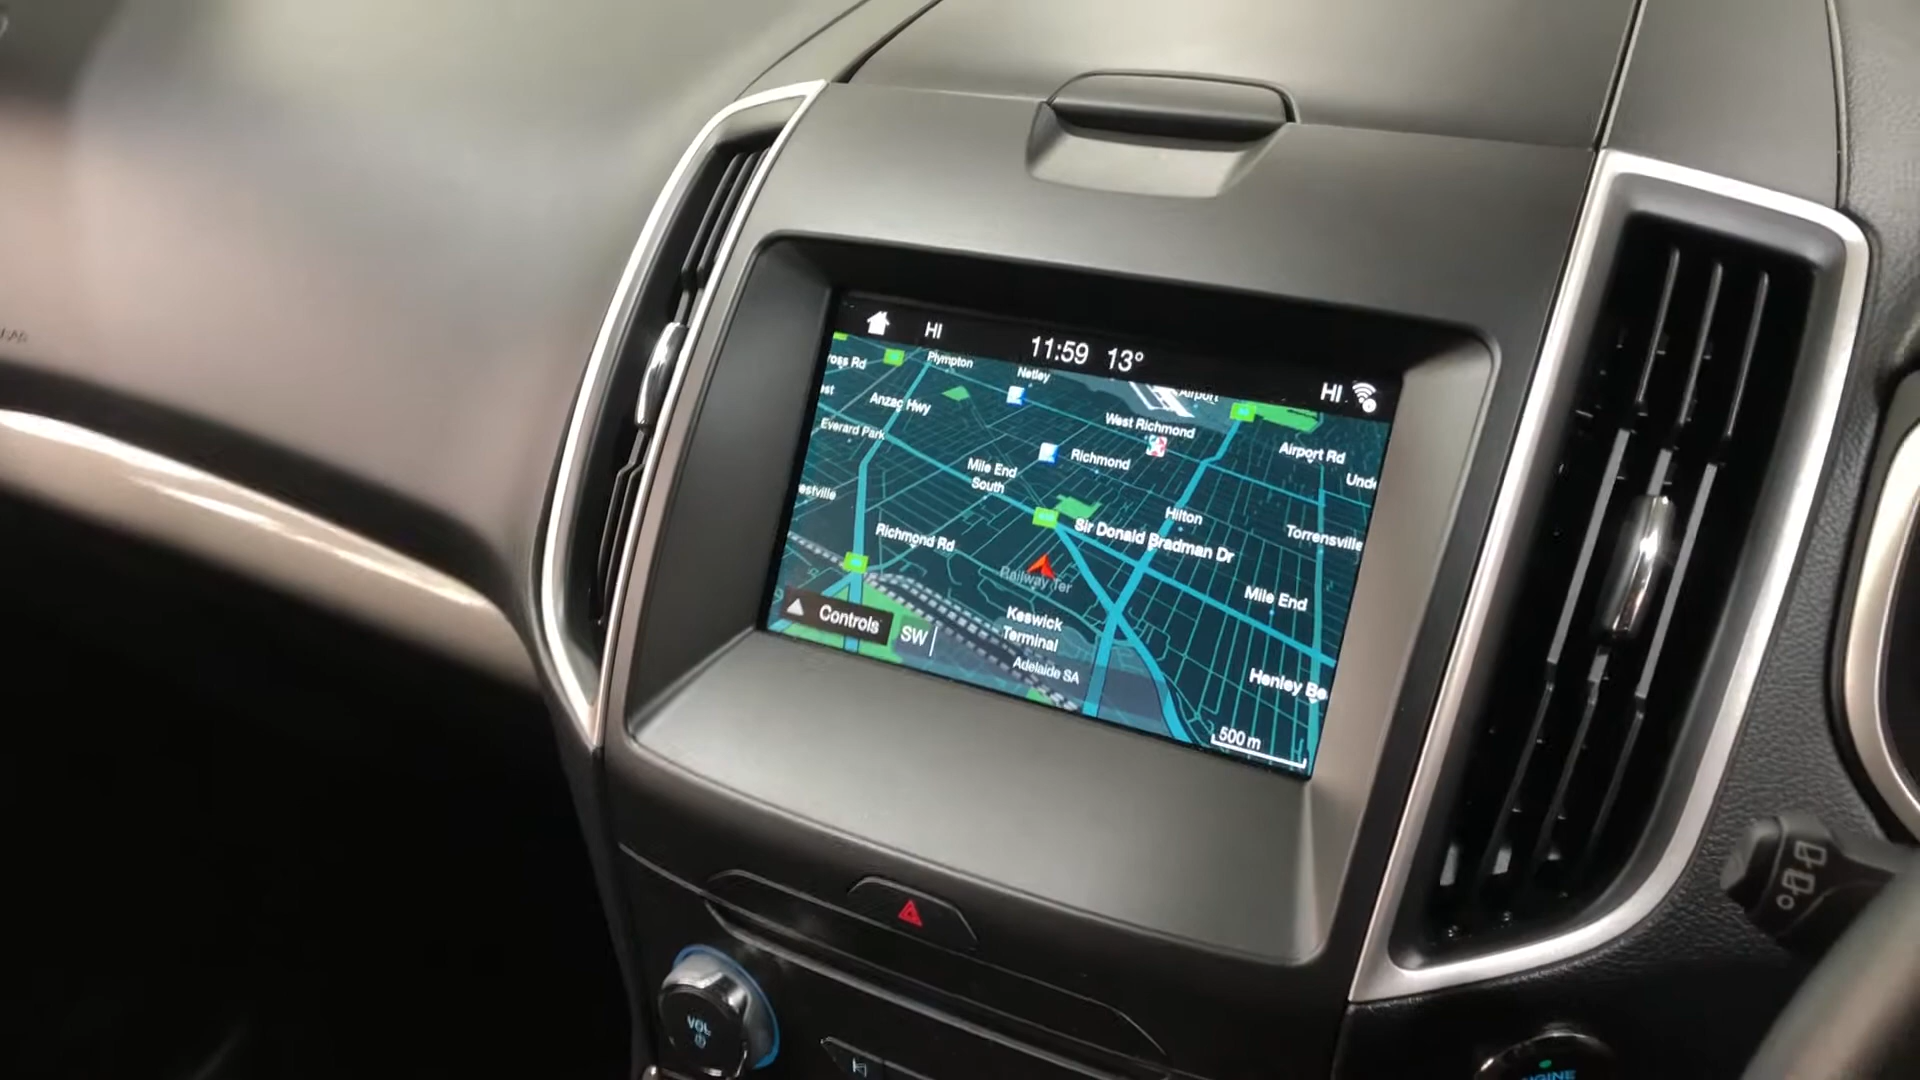 HI
11:59 13°
HI
oss Rd
Plympton
Netley
Airport
Anzac Hwy
West Richmond
Everard Park
Richmond
Airport Rd
Mile End
South
Und
estville
Hilton
Torrensville
Richmond Rd
Sir Donald Bradman Dr
Railway Ter
Mile End
Keswick
Terminal
Controls
SW
Adelaide SA
Henley Be
500 m
VOL